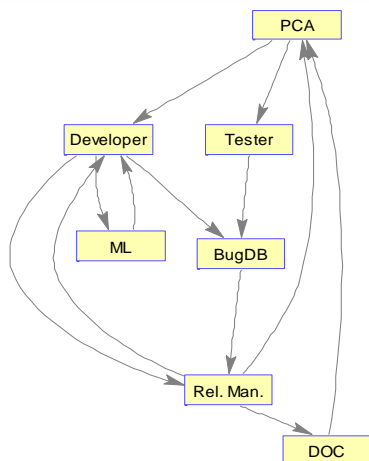 PCA
Developer
Tester
ML
BugDB
Rel. Man.
DOC